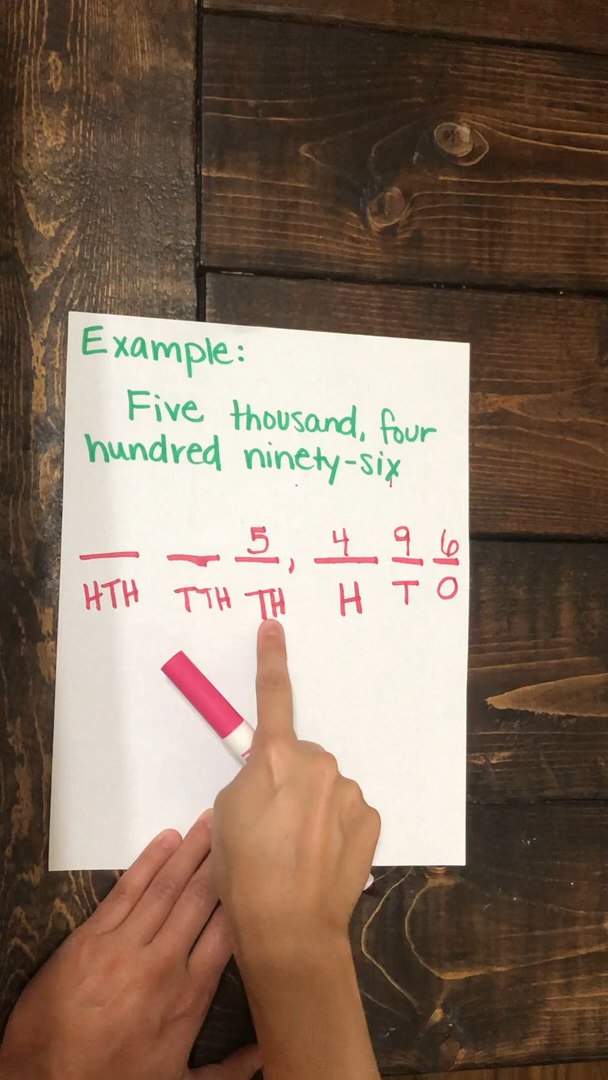 Example:
Five thousand, four
hundred ninety-six
5, 4 9 6
HTH TTH TH H T O